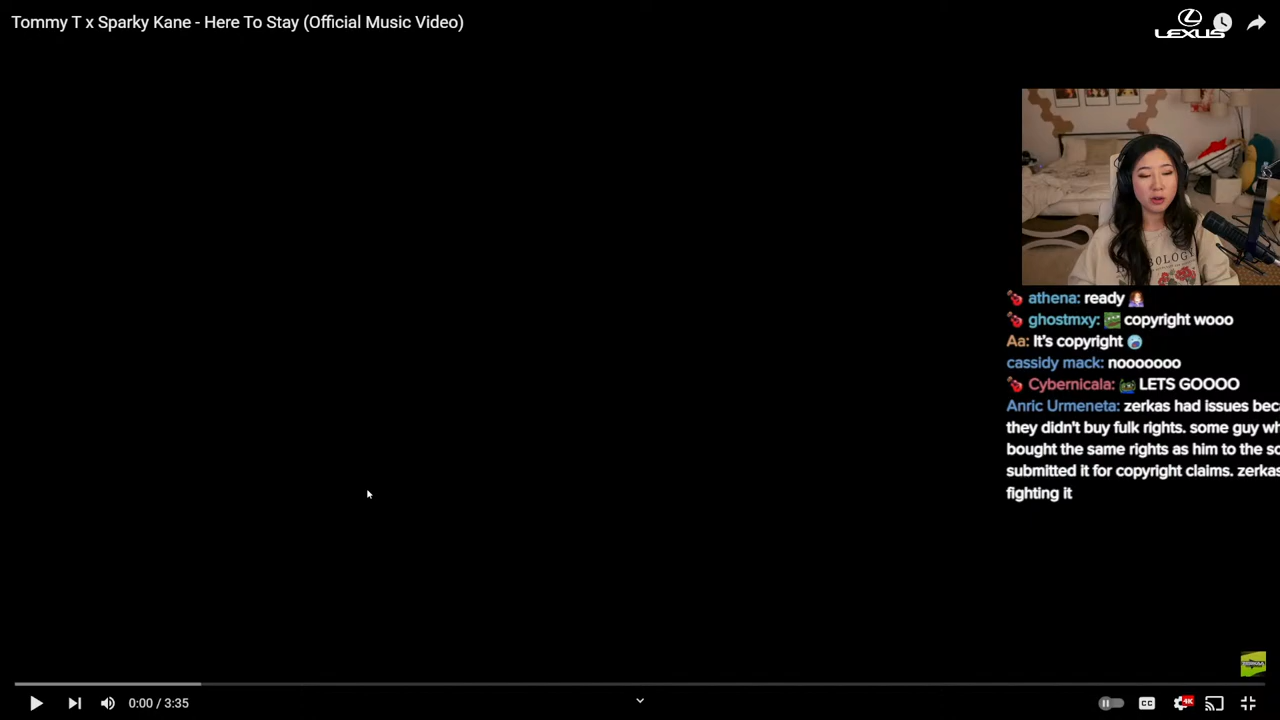 Tommy T x Sparky Kane - Here To Stay (Official Music Video)
LEXUS
athena: ready
ghostmxy: copyright wooo
Aa: It's copyright
cassidy mack: nooooooo
Cybernicala: LETS GOOOO
Anric Urmeneta: zerkas had issues bec
they didn't buy fulk rights. some guy wh
bought the same rights as him to the so
submitted it for copyright claims. zerkas
fighting it
0:00 / 3:35
CC
4K